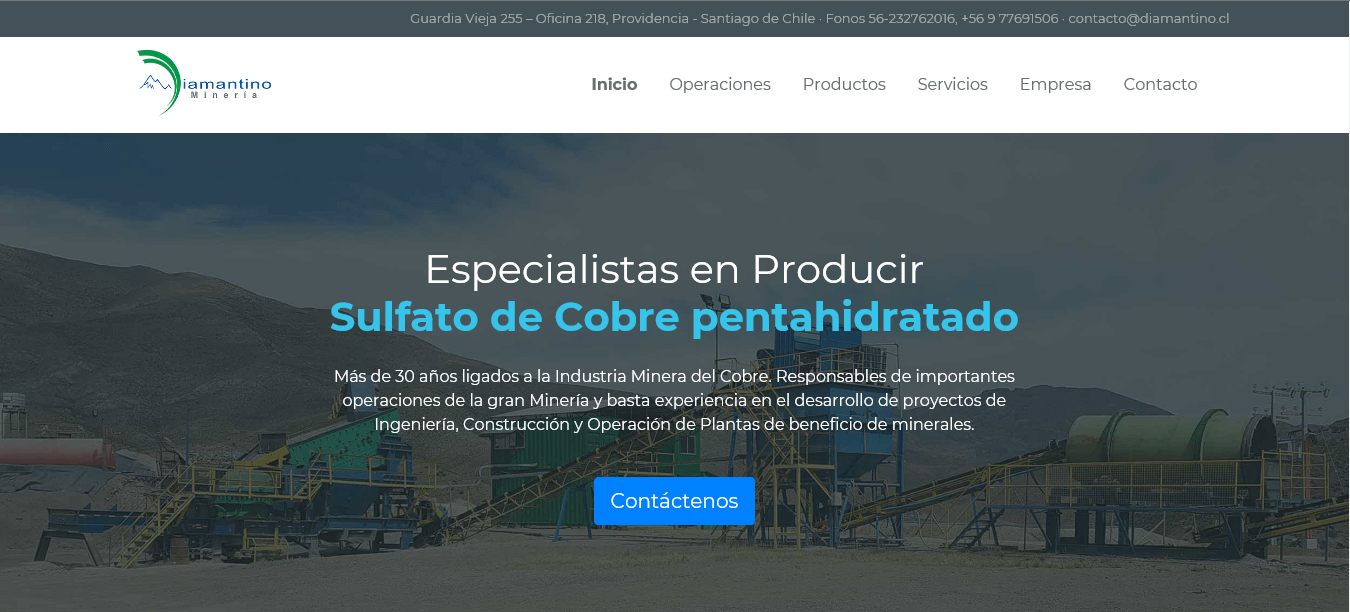 Guardia Vieja 255 – Oficina 218, Providencia - Santiago de Chile · Fonos 56-232762016, +56 9 77691506 · contacto@diamantino.cl
Diamantino
Minería
Inicio Operaciones Productos Servicios Empresa Contacto
Especialistas en Producir
Sulfato de Cobre pentahidratado
Más de 30 años ligados a la Industria Minera del Cobre. Responsables de importantes
operaciones de la gran Minería y basta experiencia en el desarrollo de proyectos de
Ingeniería, Construcción y Operación de Plantas de beneficio de minerales.
Contáctenos